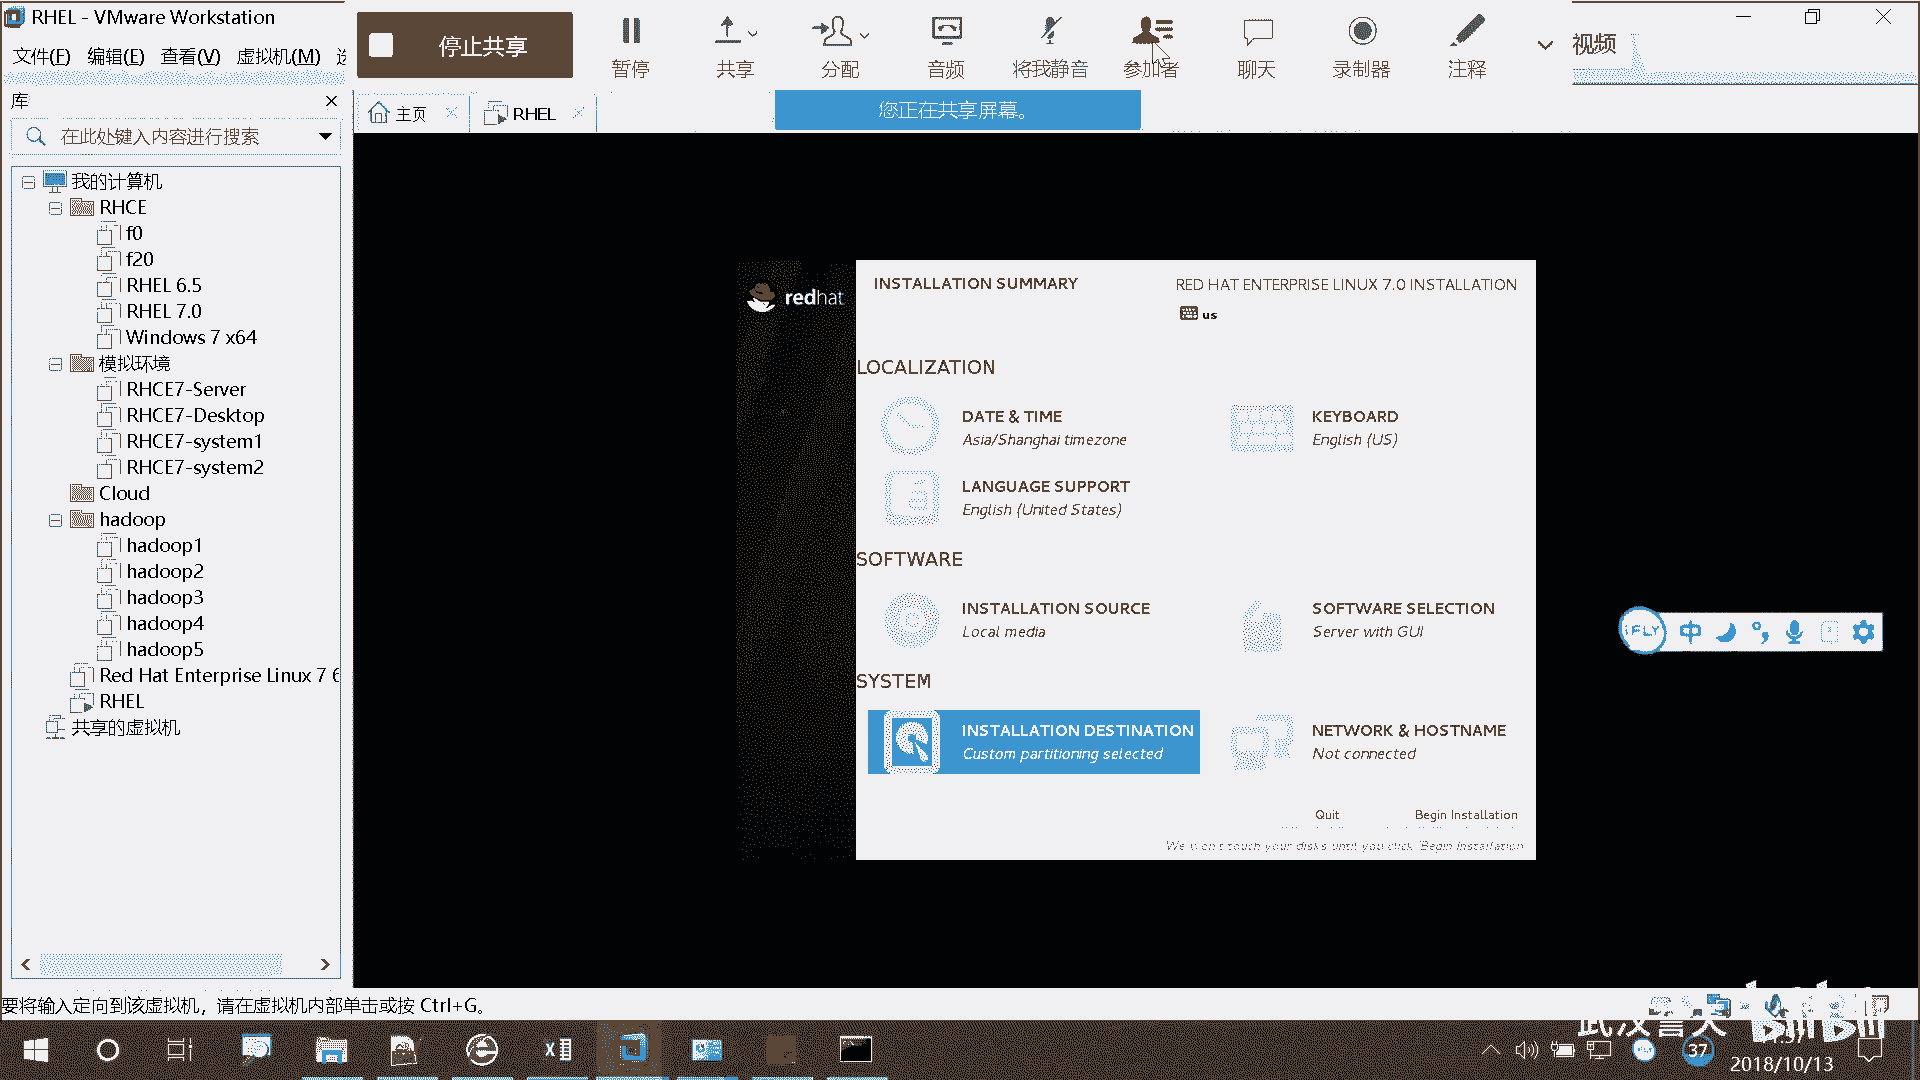 RHEL - VMware Workstation
文件(F) 编辑(E) 查看(V) 虚拟机(M)
停止共享
暂停
共享
分配
音频
将我静音
参加者
聊天
录制器
注释
视频
您正在共享屏幕。
库
在此处键入内容进行搜索
主页
RHEL
我的计算机
RHCE
f0
f20
RHEL 6.5
RHEL 7.0
Windows 7 x64
模拟环境
RHCE7-Server
RHCE7-Desktop
RHCE7-system1
RHCE7-system2
Cloud
hadoop
hadoop1
hadoop2
hadoop3
hadoop4
hadoop5
Red Hat Enterprise Linux 7 6
RHEL
共享的虚拟机
redhat
INSTALLATION SUMMARY
RED HAT ENTERPRISE LINUX 7.0 INSTALLATION
us
LOCALIZATION
DATE & TIME
Asia/Shanghai timezone
KEYBOARD
English (US)
LANGUAGE SUPPORT
English (United States)
SOFTWARE
INSTALLATION SOURCE
Local media
SOFTWARE SELECTION
Server with GUI
SYSTEM
INSTALLATION DESTINATION
Custom partitioning selected
NETWORK & HOSTNAME
Not connected
Quit
Begin Installation
We won't touch your disks until you click 'Begin Installation
iFLY 中
要将输入定向到该虚拟机，请在虚拟机内部单击或按 Ctrl+G。
武汉誉天
bilibili
37
2018/10/13